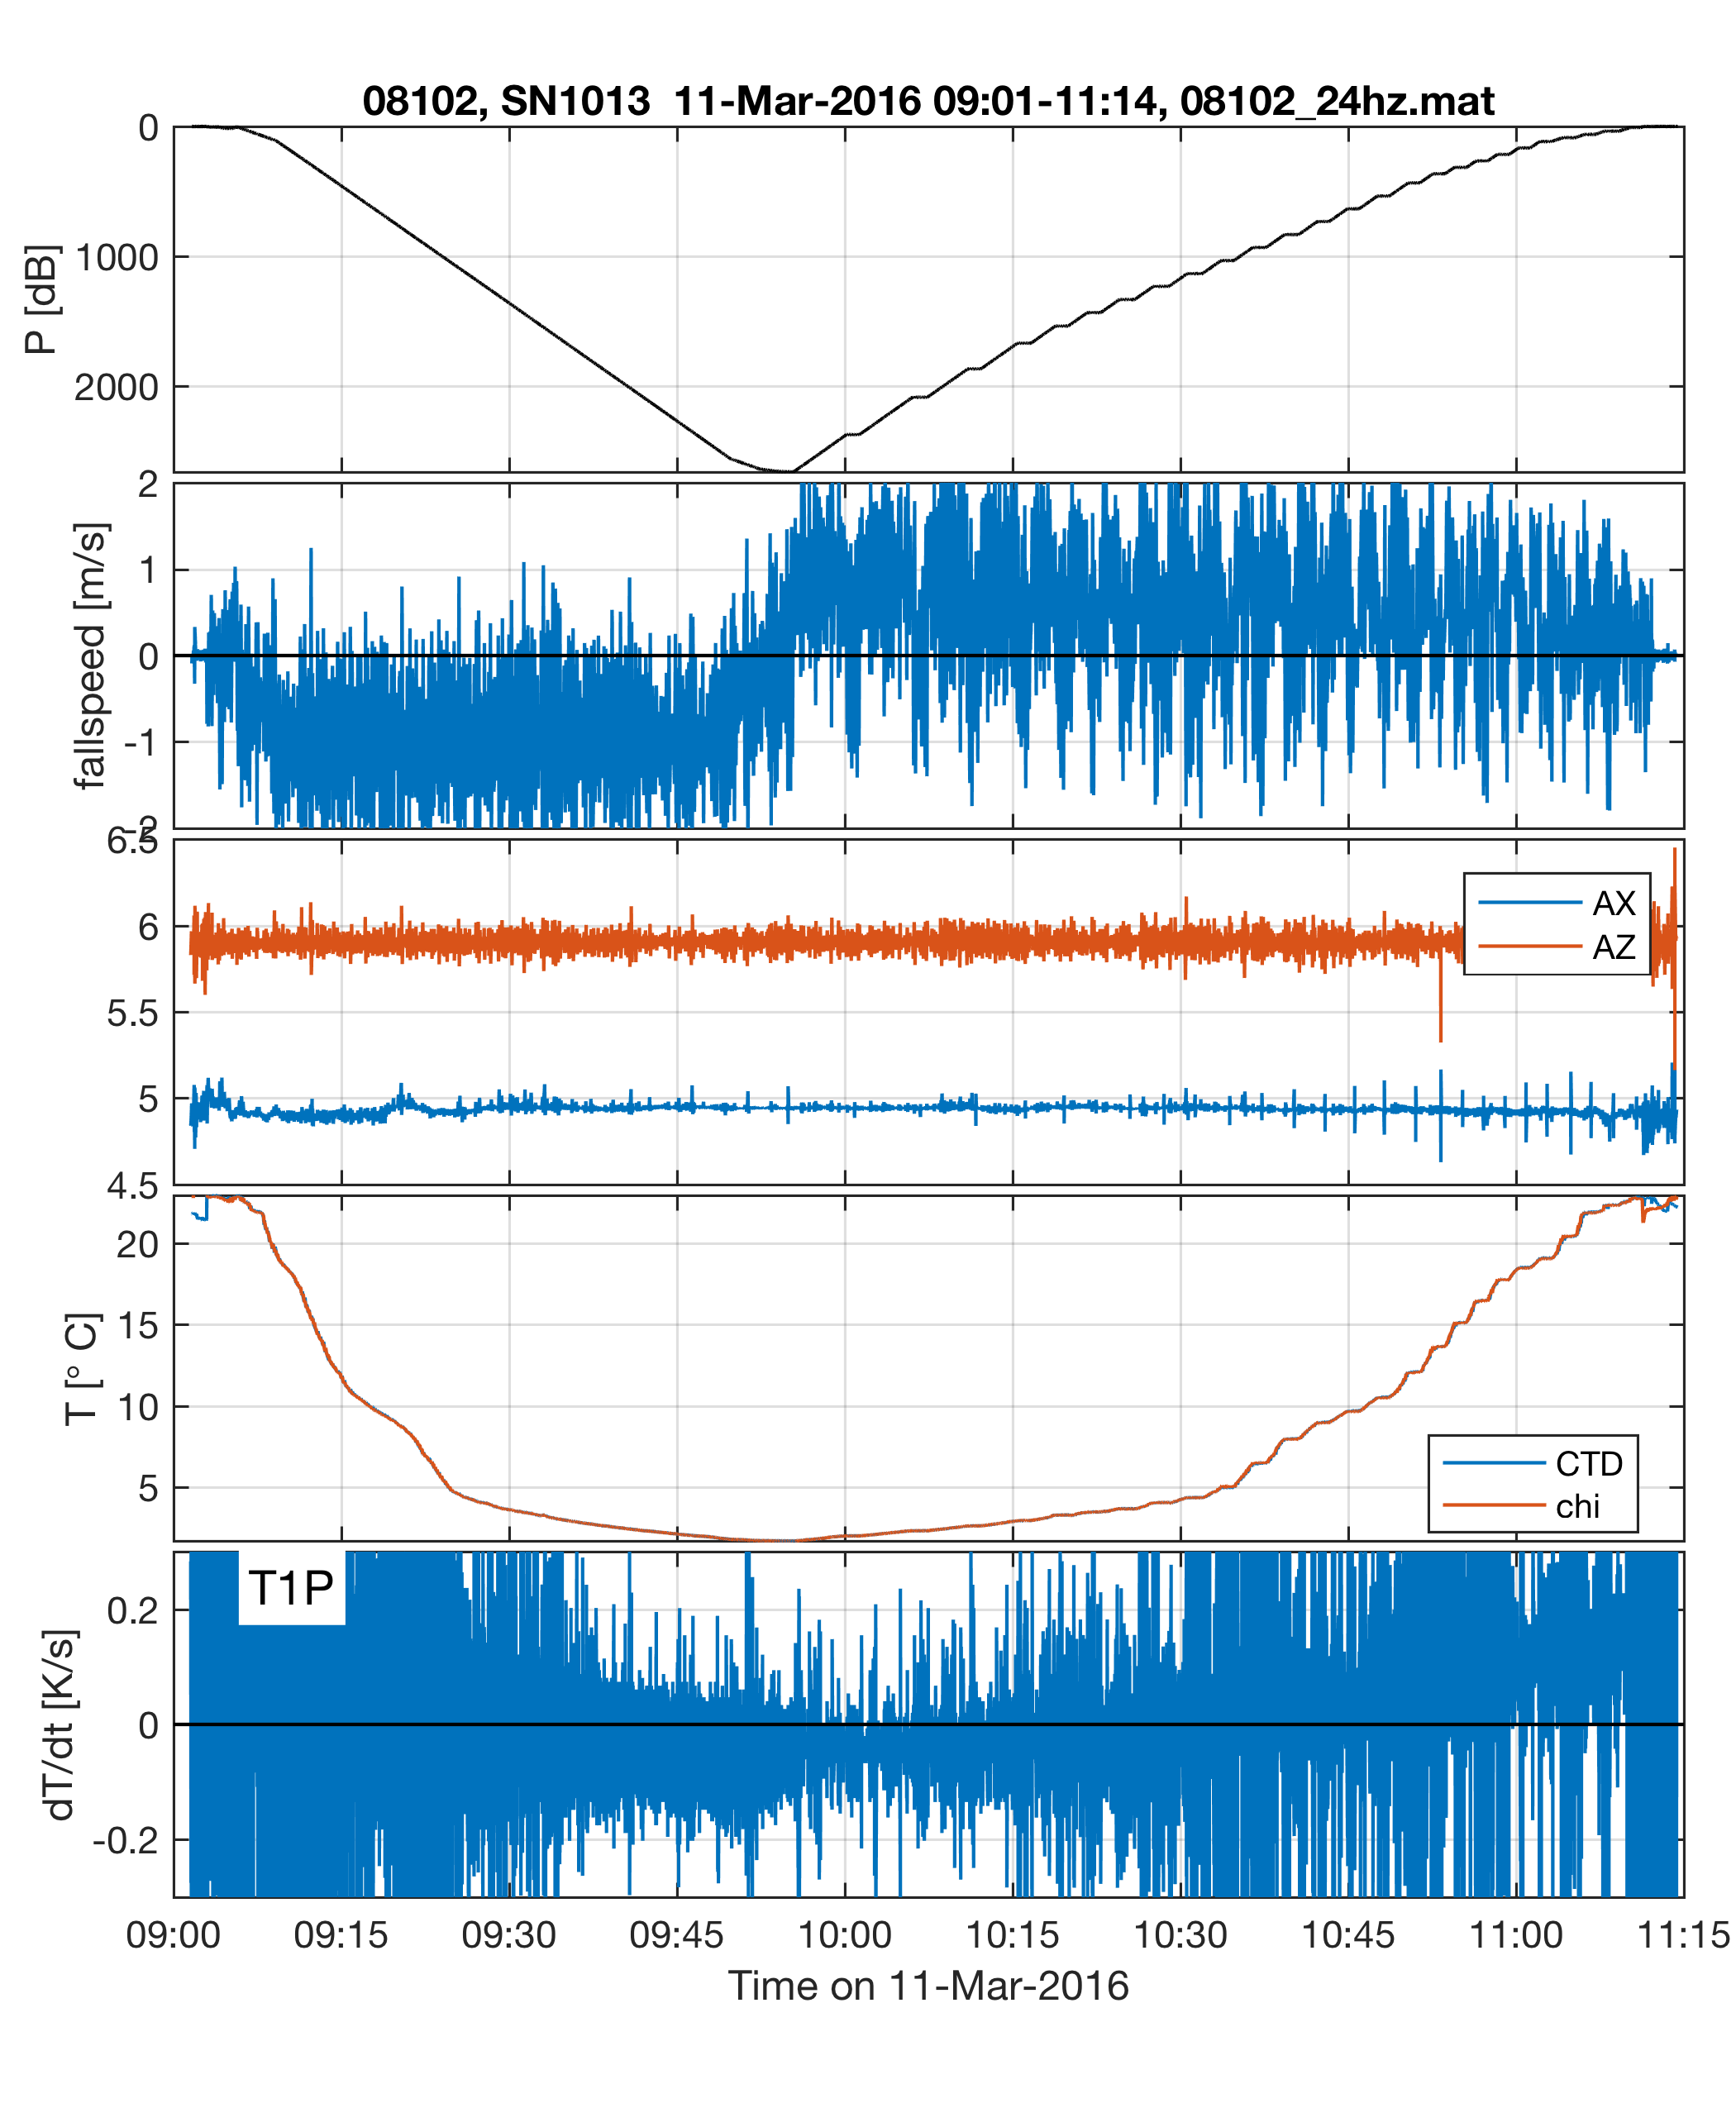 08102, SN1013  11-Mar-2016 09:01-11:14, 08102_24hz.mat
0
1000
2000
P [dB]
2
1
0
-1
-2
fallspeed [m/s]
6.5
6
5.5
5
4.5
AX
AZ
20
15
10
5
T [° C]
CTD
chi
T1P
0.2
0
-0.2
dT/dt [K/s]
09:00 09:15 09:30 09:45 10:00 10:15 10:30 10:45 11:00 11:15
Time on 11-Mar-2016